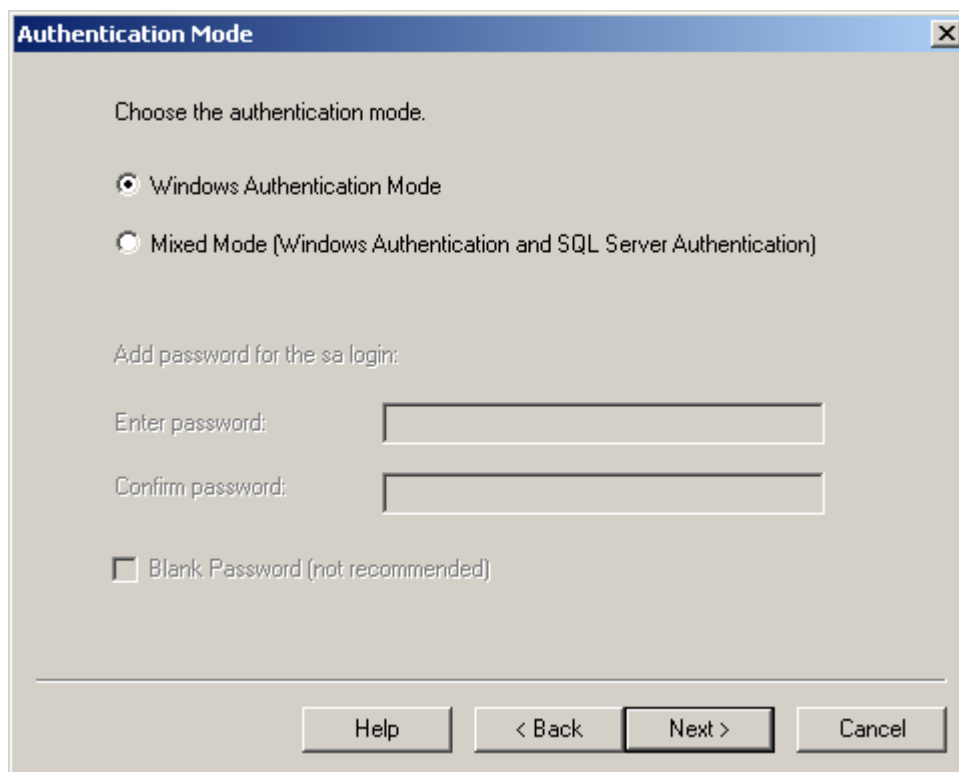 Authentication Mode
Choose the authentication mode.
Windows Authentication Mode
Mixed Mode (Windows Authentication and SQL Server Authentication)
Add password for the sa login:
Enter password:
Confirm password:
Blank Password (not recommended)
Help
< Back
Next >
Cancel